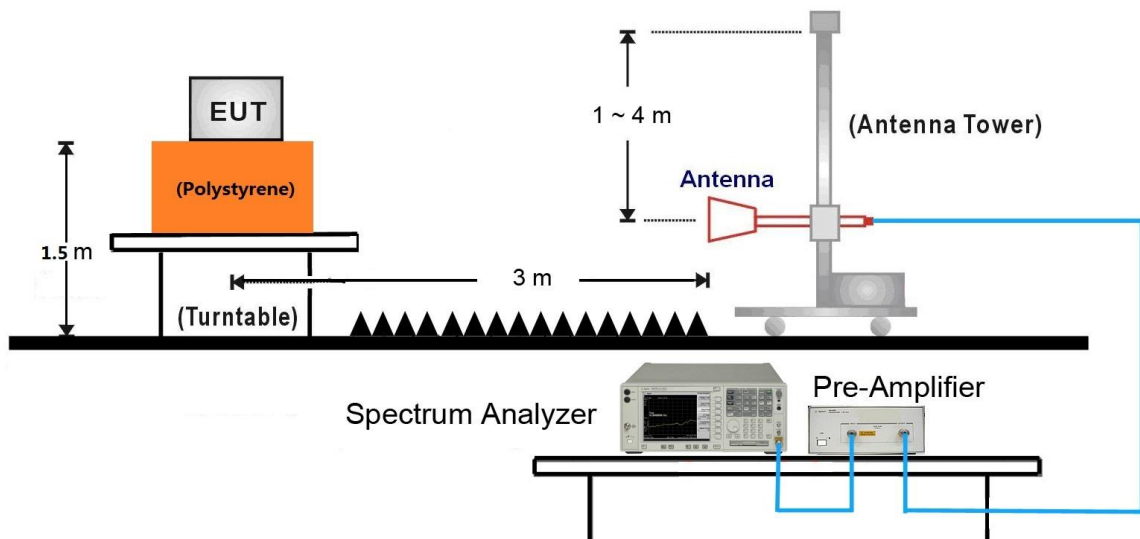 EUT
(Polystyrene)
1.5 m
(Turntable)
3 m
1 ~ 4 m
Antenna
(Antenna Tower)
Spectrum Analyzer
Pre-Amplifier